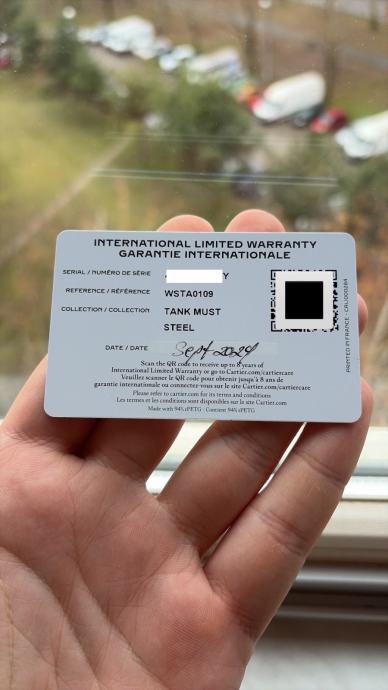 INTERNATIONAL LIMITED WARRANTY
GARANTIE INTERNATIONALE
SERIAL / NUMÉRO DE SÉRIE Y
REFERENCE / RÉFÉRENCE WSTA0109
COLLECTION / COLLECTION TANK MUST
STEEL
DATE / DATE Sept 2024
Scan the QR code to receive up to 8 years of
International Limited Warranty or go to Cartier.com/cartiercare
Veuillez scanner le QR code pour obtenir jusqu'à 8 ans de
garantie internationale ou connectez-vous sur le site Cartier.com/cartiercare
Please refer to cartier.com for its terms and conditions
Les termes et les conditions sont disponibles sur le site Cartier.com
Made with 94% rPETG - Contient 94% rPETG
PRINTED IN FRANCE - CRLJ000284